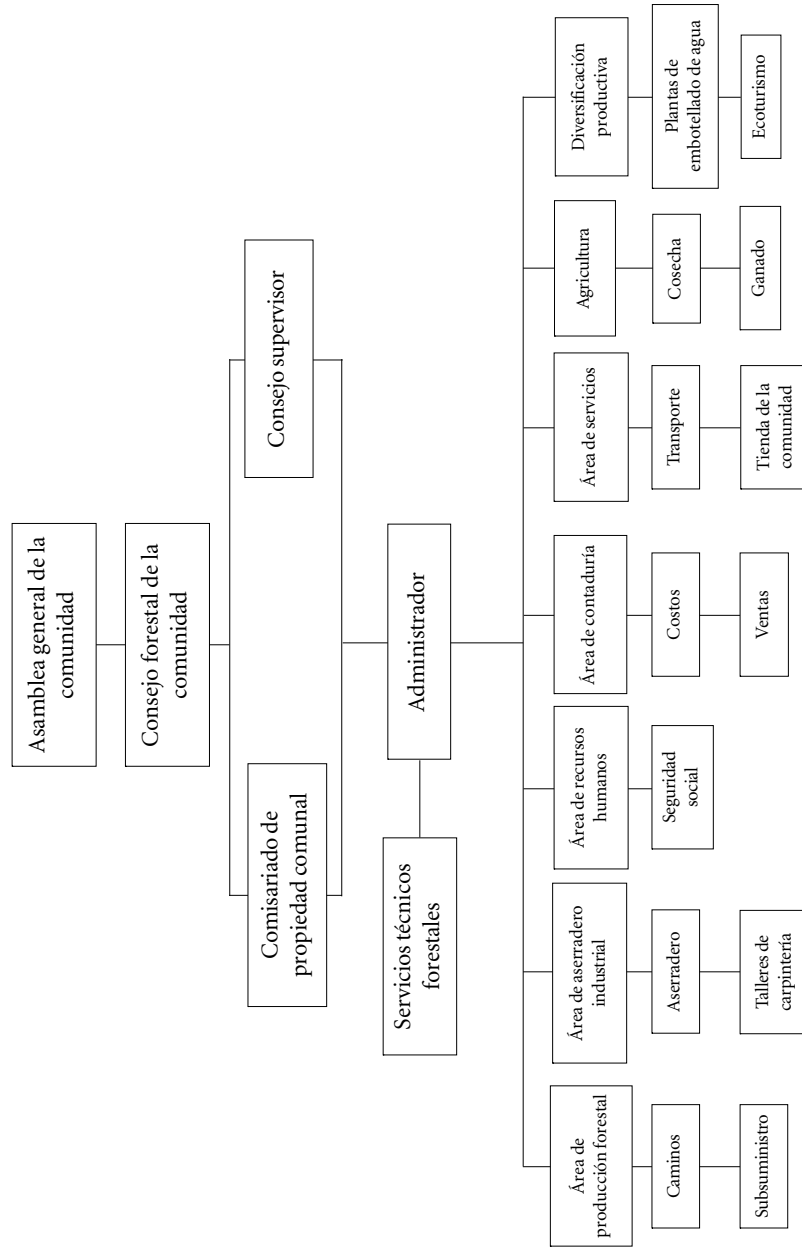 Asamblea general de la
comunidad
Consejo forestal de la
comunidad
Comisariado de
propiedad comunal
Consejo supervisor
Servicios técnicos
forestales
Administrador
Área de
producción forestal
Caminos
Subsuministro
Área de aserradero
industrial
Aserradero
Talleres de
carpintería
Área de recursos
humanos
Seguridad
social
Área de contaduría
Costos
Ventas
Área de servicios
Transporte
Tienda de la
comunidad
Agricultura
Cosecha
Ganado
Diversificación
productiva
Plantas de
embotellado de agua
Ecoturismo